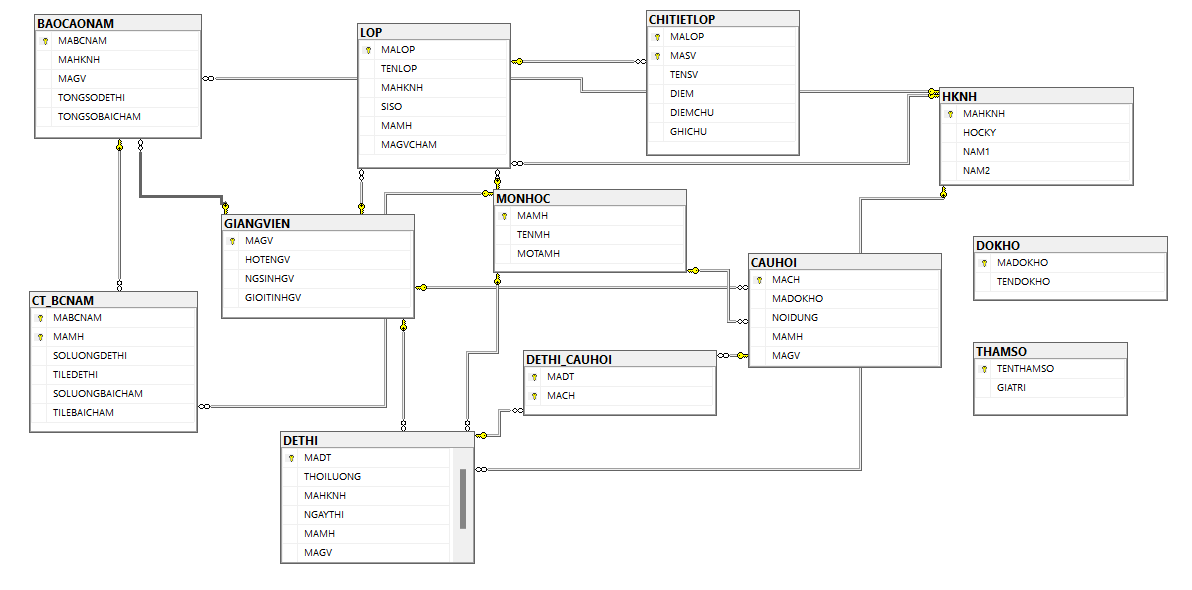 BAOCAONAM
MABCNAM
MAHKNH
MAGV
TONGSODETHI
TONGSOBAICHAM
LOP
MALOP
TENLOP
MAHKNH
SISO
MAMH
MAGVCHAM
CHITIETLOP
MALOP
MASV
TENSV
DIEM
DIEMCHU
GHICHU
HKNH
MAHKNH
HOCKY
NAM1
NAM2
GIANGVIEN
MAGV
HOTENGV
NGSINHGV
GIOITINHGV
MONHOC
MAMH
TENMH
MOTAMH
CAUHOI
MACH
MADOKHO
NOIDUNG
MAMH
MAGV
DOKHO
MADOKHO
TENDOKHO
CT_BCNAM
MABCNAM
MAMH
SOLUONGDETHI
TILEDETHI
SOLUONGBAICHAM
TILEBAICHAM
DETHI_CAUHOI
MADT
MACH
THAMSO
TENTHAMSO
GIATRI
DETHI
MADT
THOILUONG
MAHKNH
NGAYTHI
MAMH
MAGV